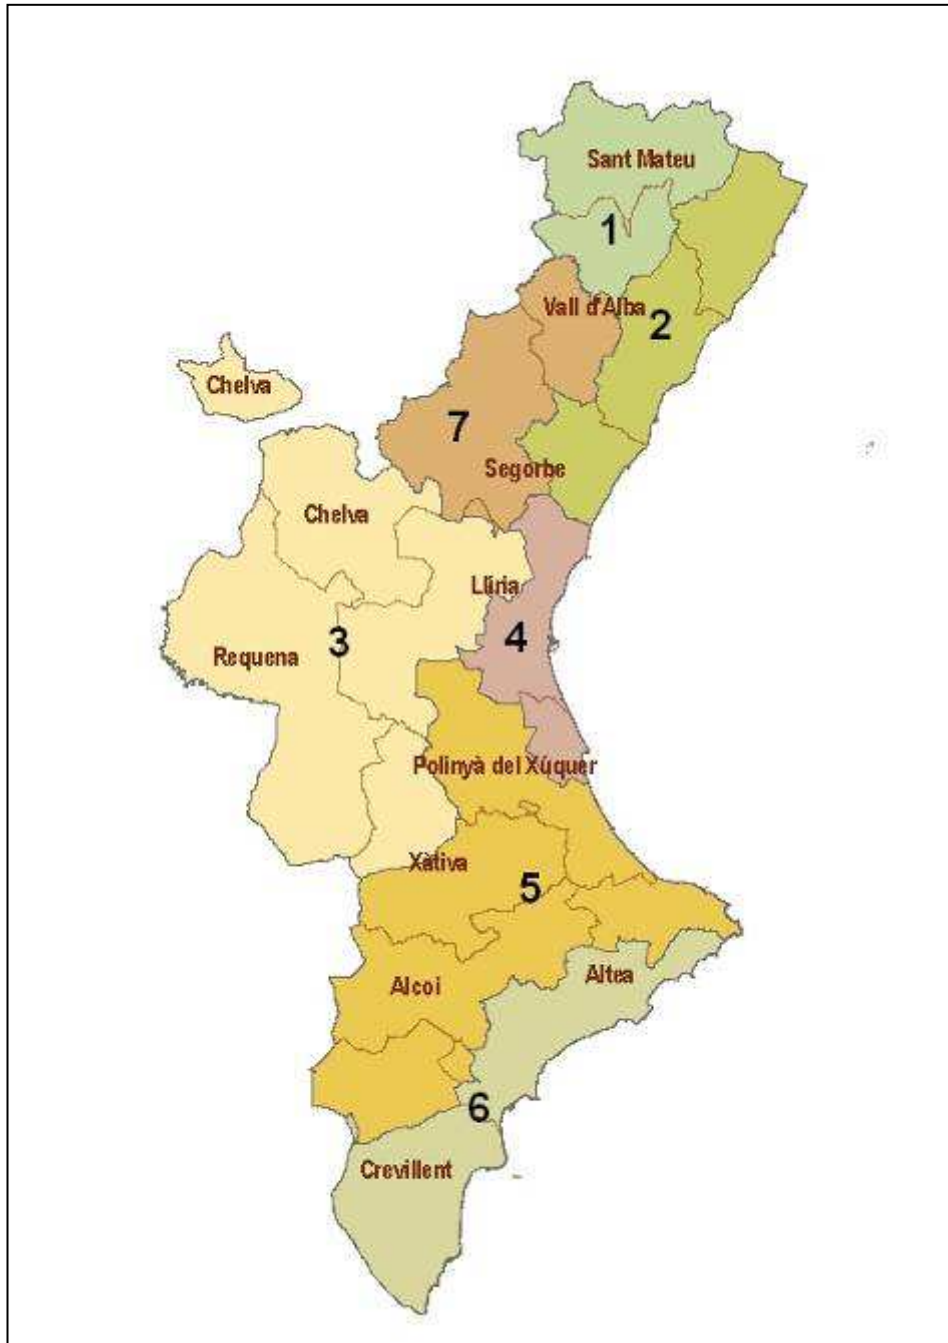 Sant Mateu
1
Vall d'Alba
2
Chelva
7
Segorbe
Chelva
Llíria
4
3
Requena
Polinyà del Xúquer
Xàtiva
5
Alcoi
Altea
6
Crevillent